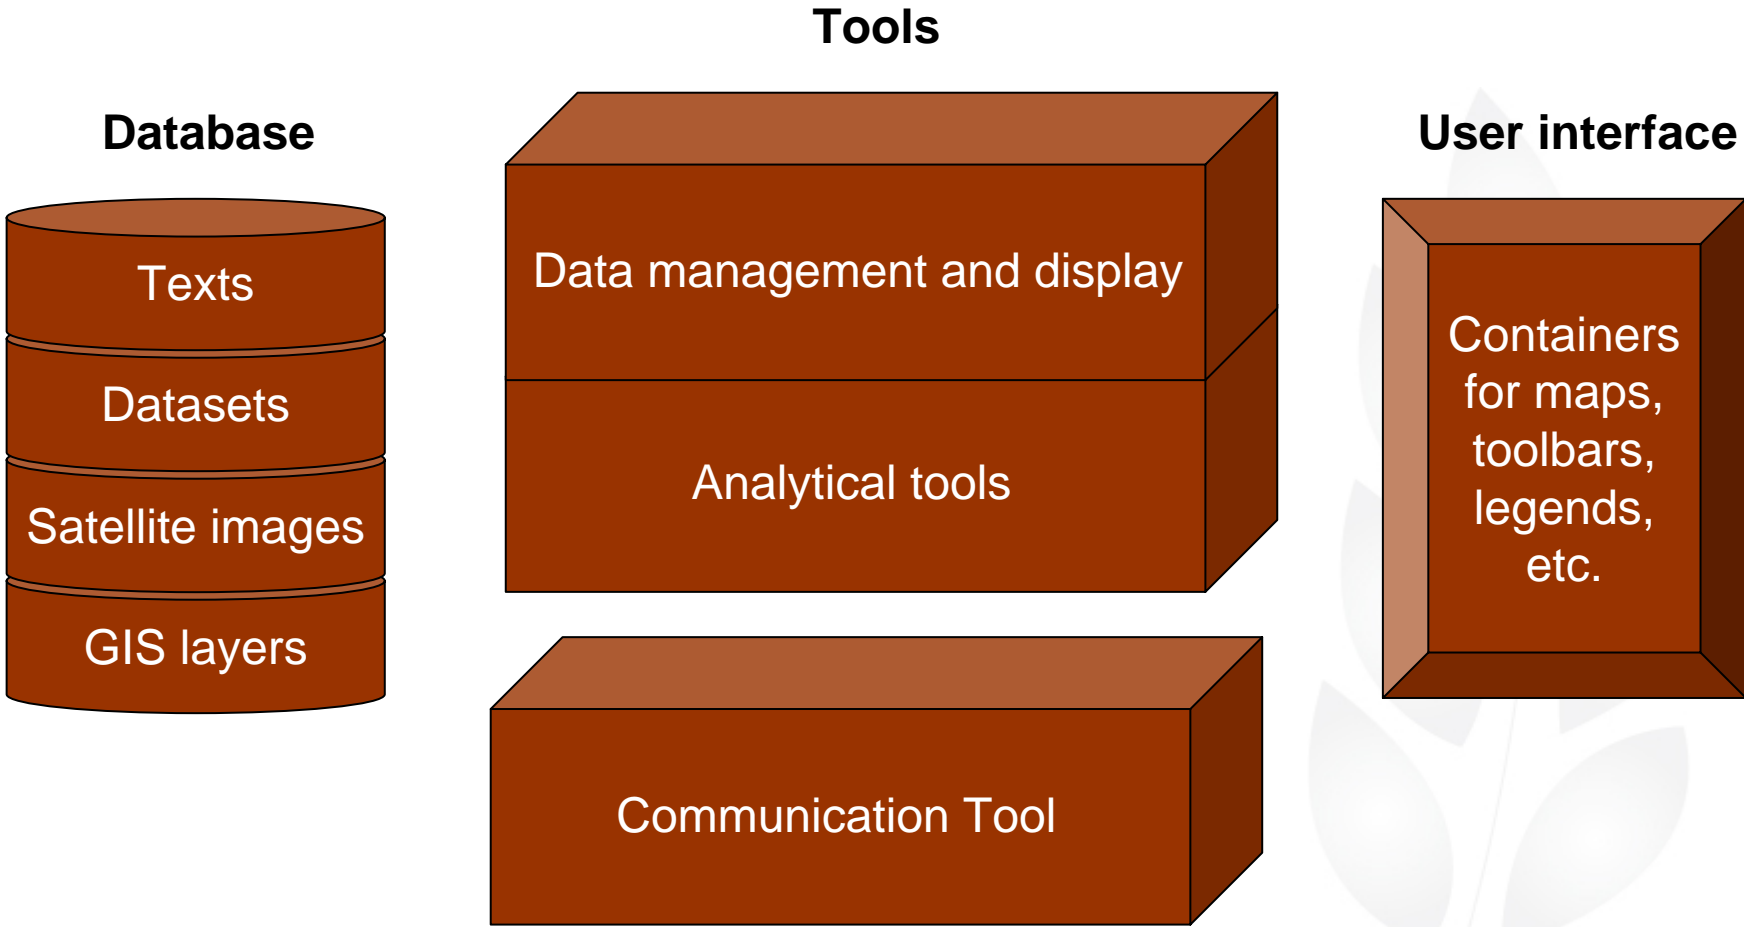 Tools
Database
User interface
Texts
Datasets
Satellite images
GIS layers
Data management and display
Analytical tools
Communication Tool
Containers
for maps,
toolbars,
legends,
etc.